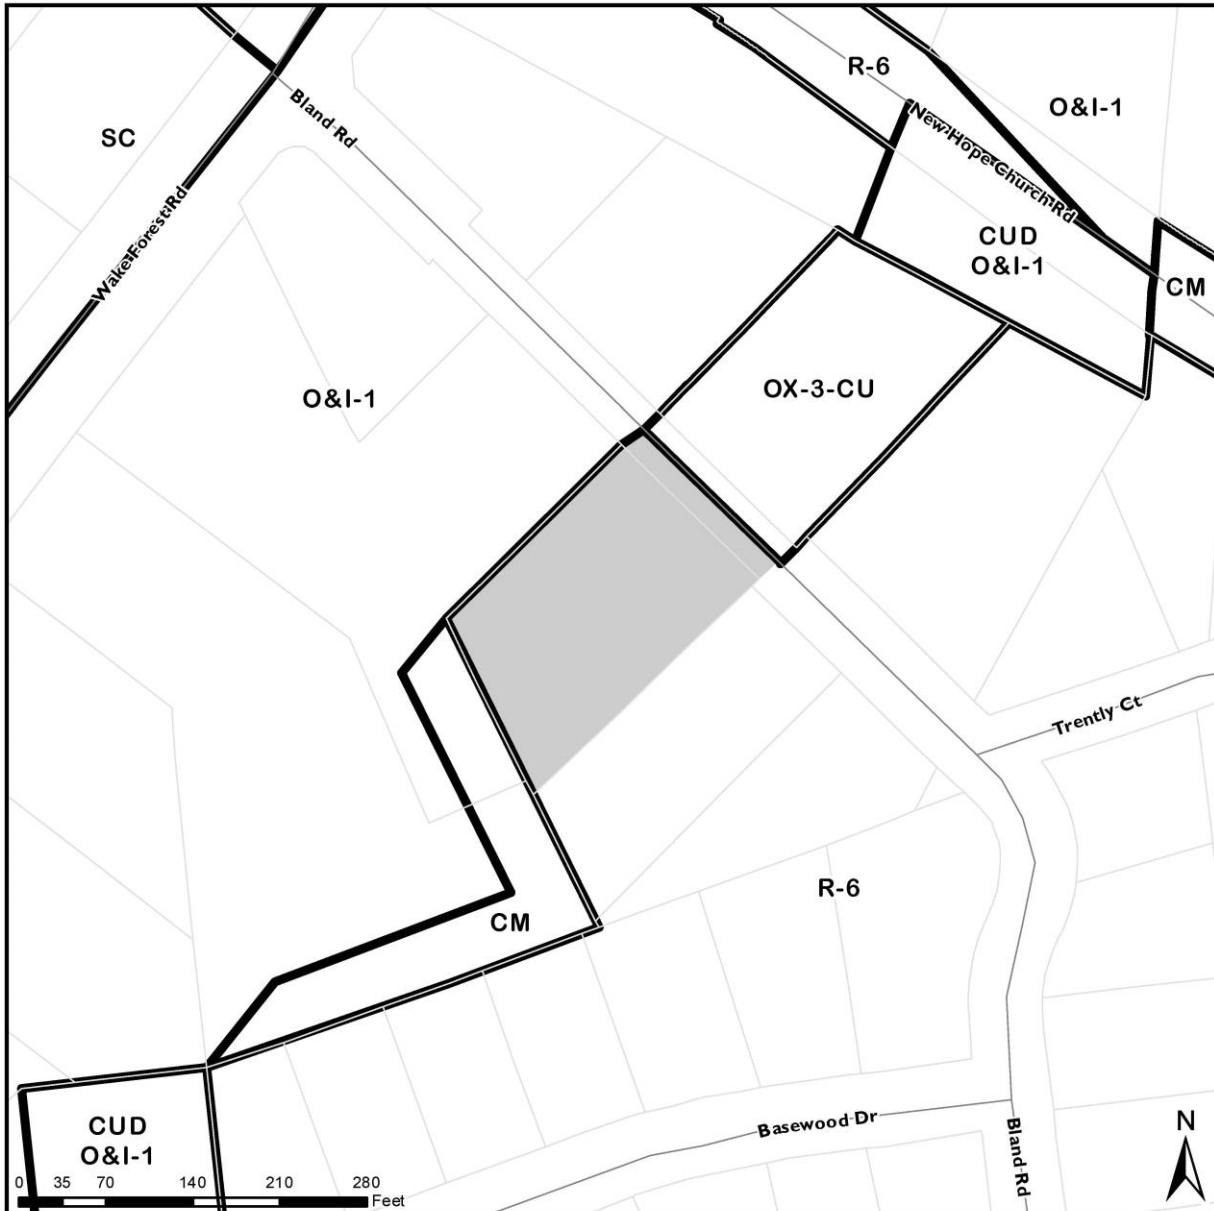 R-6
O&I-1
SC
Bland Rd
New Hope Church Rd
Wake Forest Rd
CUD
O&I-1
CM
OX-3-CU
O&I-1
Trently Ct
R-6
CM
Basewood Dr
Bland Rd
N
CUD
O&I-1
0 35 70 140 210 280
Feet